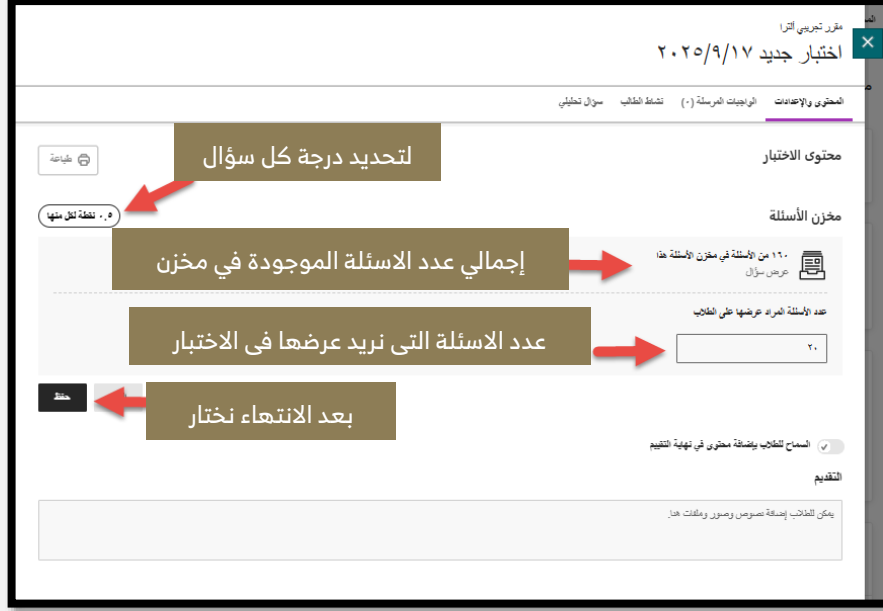 مقرر تجريبي ألترا
اختبار جديد ٢٠٢٥/٩/١٧
المحتوى والإعدادات
الواجبات المرسلة (٠)
نشاط الطالب
سؤال تحليلي
محتوى الاختبار
لتحديد درجة كل سؤال
طباعة
مخزن الأسئلة
٠,٥ نقطة لكل منها
١٦٠ من الأسئلة في مخزن الأسئلة هذا
عرض سؤال
إجمالي عدد الاسئلة الموجودة في مخزن
عدد الأسئلة المراد عرضها على الطلاب
عدد الاسئلة التى نريد عرضها فى الاختبار
٢٠
بعد الانتهاء نختار
حفظ
السماح للطلاب بإضافة محتوى في نهاية التقييم
التقديم
يمكن للطلاب إضافة نصوص وصور وملفات هنا.